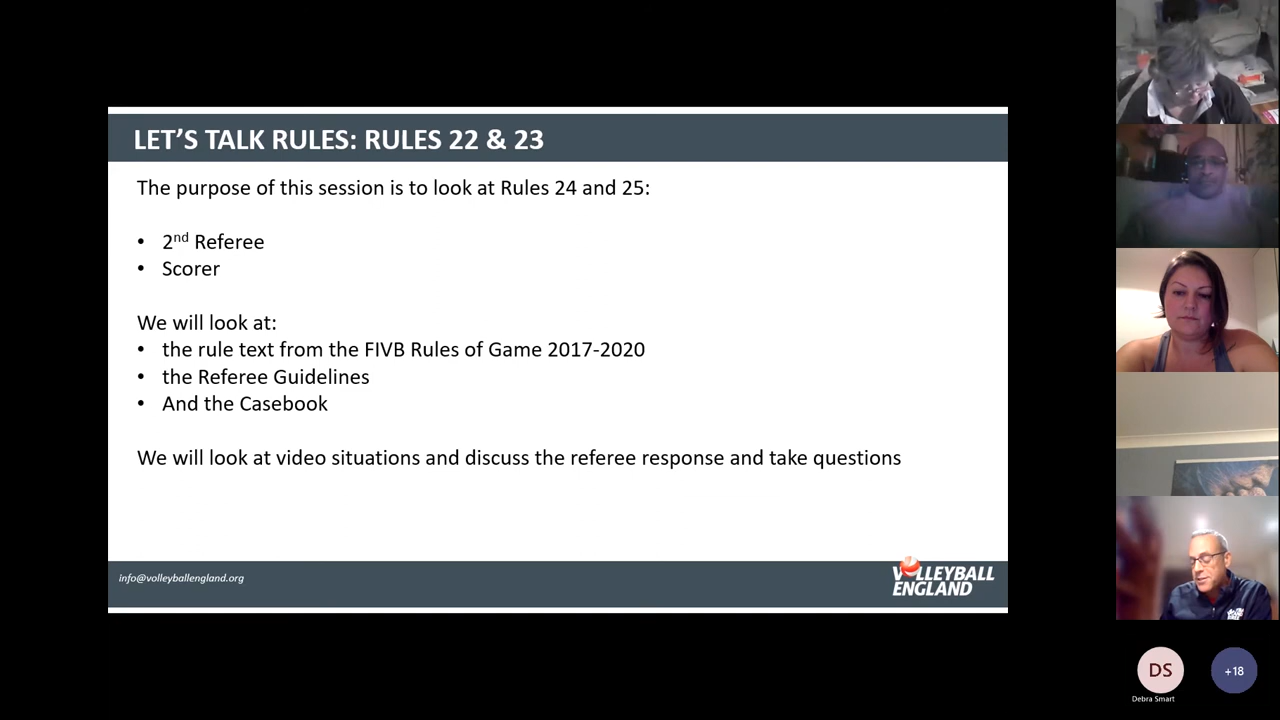 LET'S TALK RULES: RULES 22 & 23
The purpose of this session is to look at Rules 24 and 25:
• 2nd Referee
• Scorer
We will look at:
• the rule text from the FIVB Rules of Game 2017-2020
• the Referee Guidelines
• And the Casebook
We will look at video situations and discuss the referee response and take questions
info@volleyballengland.org
VOLLEYBALL
ENGLAND
DS
+18
Debra Smart